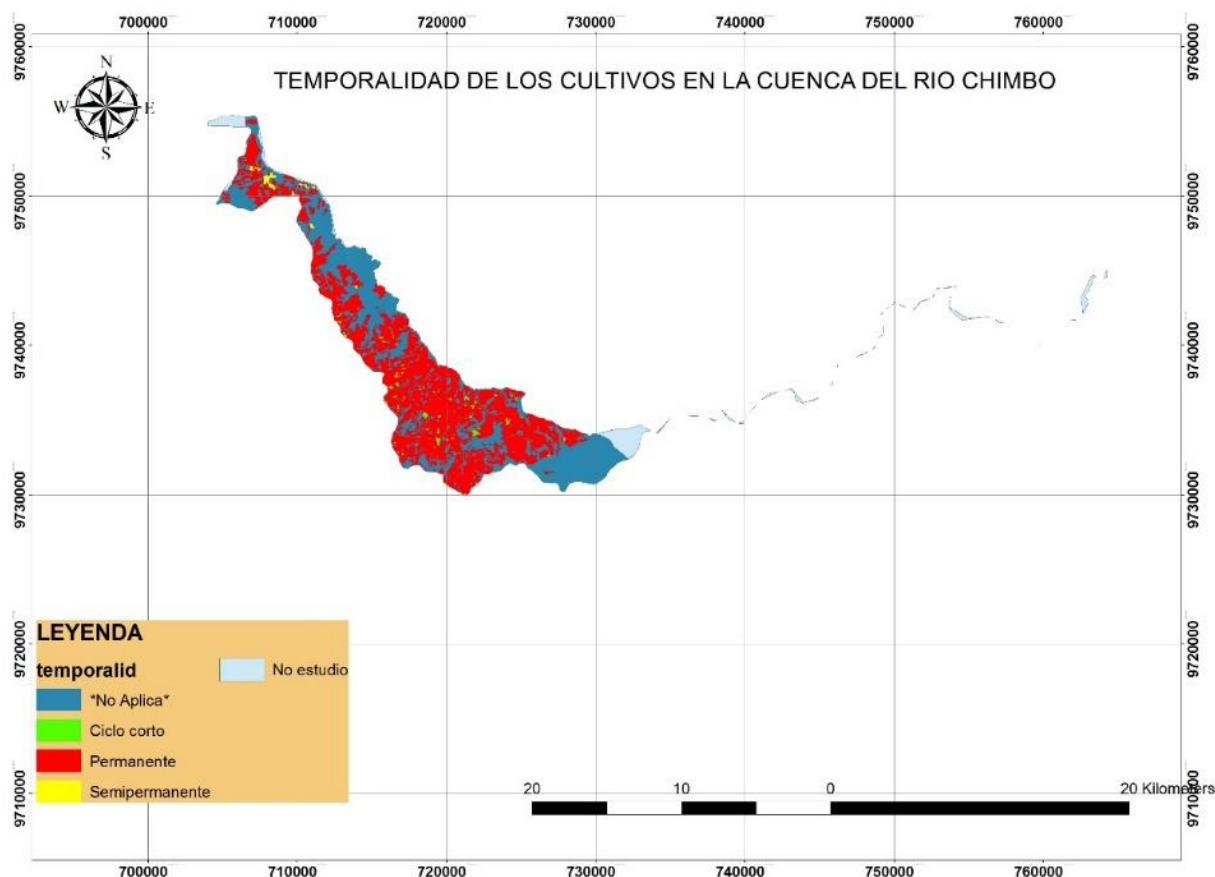 700000 710000 720000 730000 740000 750000 760000
9760000 9760000
N
TEMPORALIDAD DE LOS CULTIVOS EN LA CUENCA DEL RIO CHIMBO
W E
S
9750000 9750000
9740000 9740000
9730000 9730000
LEYENDA
temporalid No estudio
9720000 9720000
*No Aplica*
Ciclo corto
Permanente
Semipermanente
20 10 0 20 Kilometers
9710000 9710000
700000 710000 720000 730000 740000 750000 760000